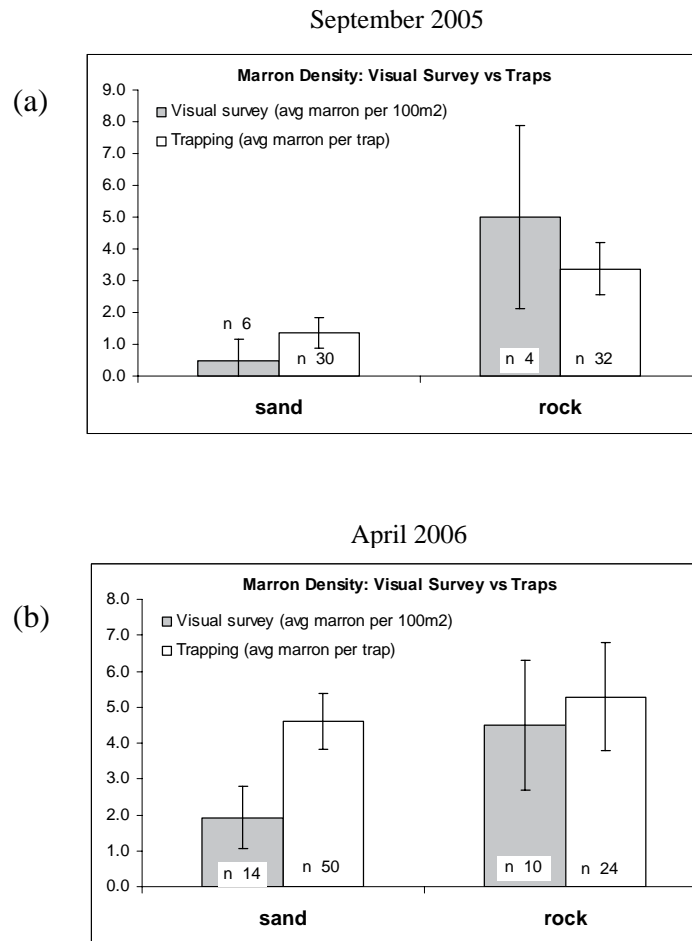 September 2005
(a)
Marron Density: Visual Survey vs Traps
9.0
8.0
7.0
6.0
5.0
4.0
3.0
2.0
1.0
0.0
Visual survey (avg marron per 100m2)
Trapping (avg marron per trap)
n 6
n 30
n 4
n 32
sand
rock
April 2006
(b)
Marron Density: Visual Survey vs Traps
8.0
7.0
6.0
5.0
4.0
3.0
2.0
1.0
0.0
Visual survey (avg marron per 100m2)
Trapping (avg marron per trap)
n 14
n 50
n 10
n 24
sand
rock